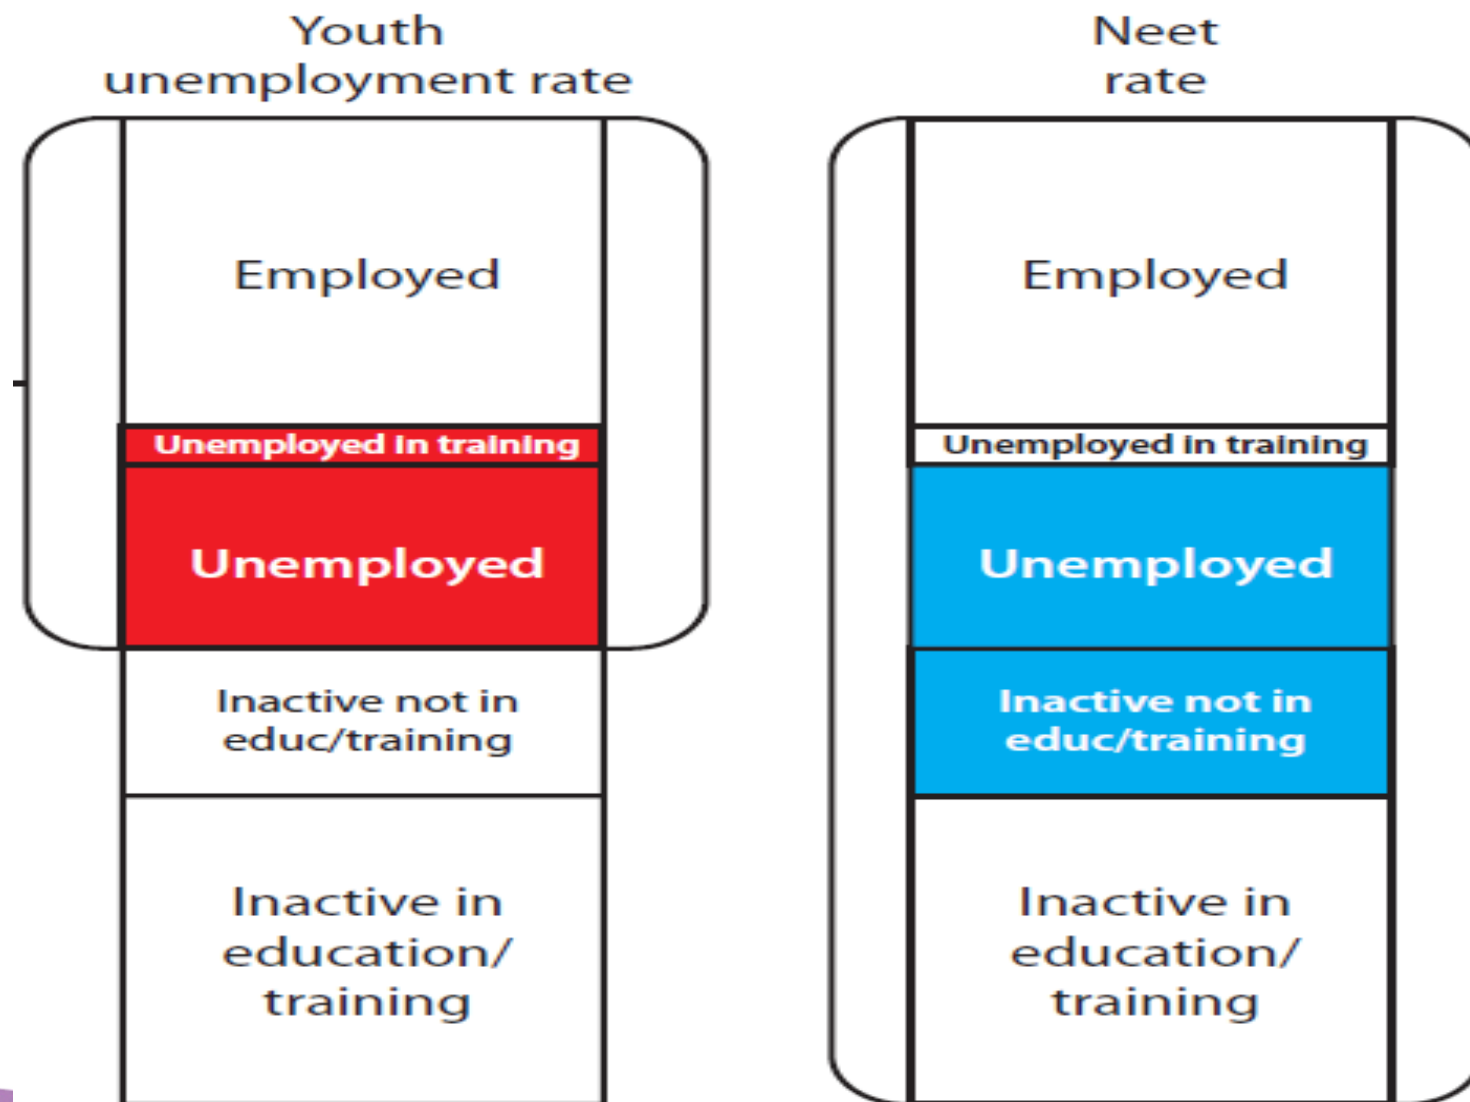 Youth
unemployment rate
Employed
Unemployed in training
Unemployed
Inactive not in
educ/training
Inactive in
education/
training
Neet
rate
Employed
Unemployed in training
Unemployed
Inactive not in
educ/training
Inactive in
education/
training